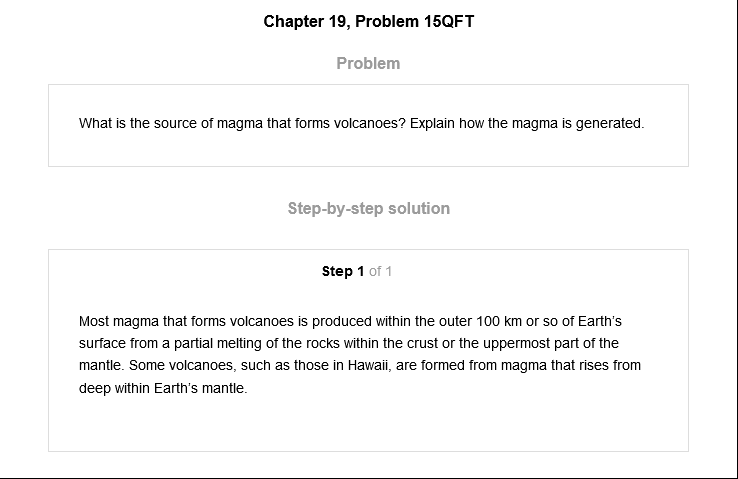 Chapter 19, Problem 15QFT
Problem
What is the source of magma that forms volcanoes? Explain how the magma is generated.
Step-by-step solution
Step 1 of 1
Most magma that forms volcanoes is produced within the outer 100 km or so of Earth's
surface from a partial melting of the rocks within the crust or the uppermost part of the
mantle. Some volcanoes, such as those in Hawaii, are formed from magma that rises from
deep within Earth's mantle.